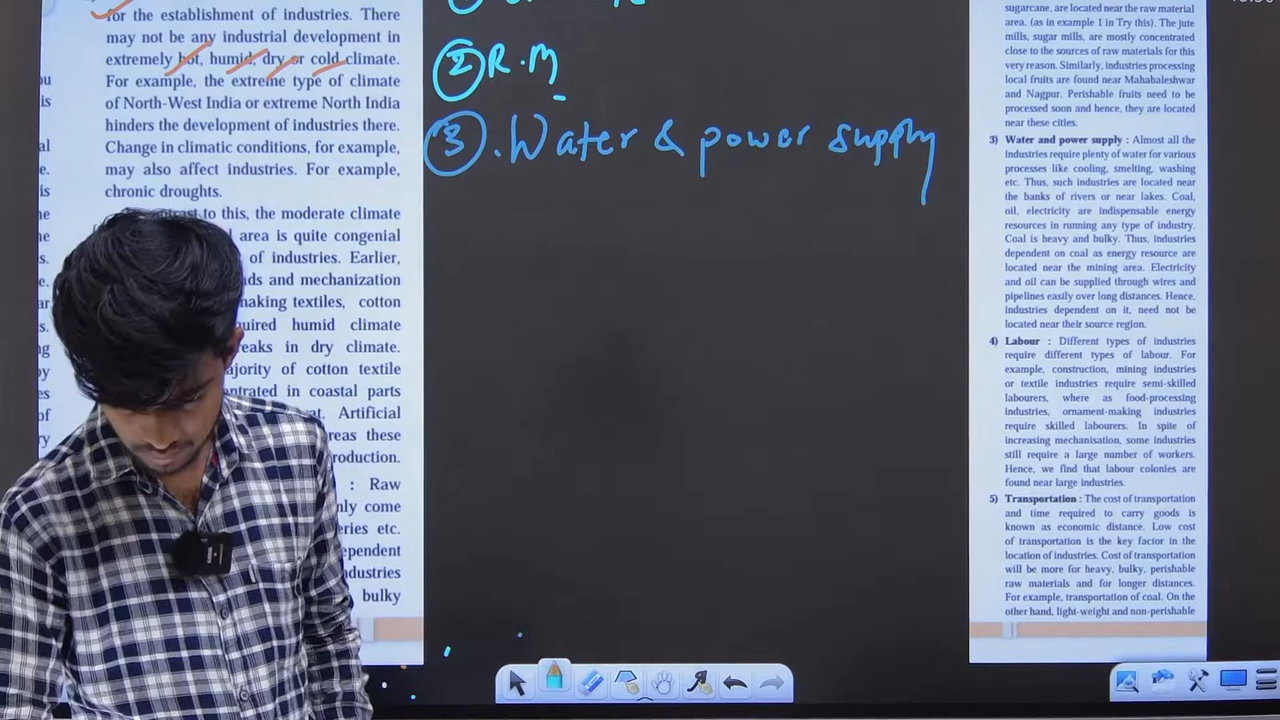 for the establishment of industries. There
may not be any industrial development in
extremely hot, humid, dry or cold climate.
For example, the extreme type of climate
of North-West India or extreme North India
hinders the development of industries there.
Change in climatic conditions, for example,
may also affect industries. For example,
chronic droughts.
to this, the moderate climate
area is quite congenial
of industries. Earlier,
and mechanization
making textiles, cotton
humid climate
in dry climate.
of cotton textile
in coastal parts
Artificial
these
: Raw
come
etc.
bulky
② R.M
③. Water & power supply
sugarcane, are located near the raw material
area. (as in example 1 in Try this). The jute
mills, sugar mills, are mostly concentrated
close to the sources of raw materials for this
very reason. Similarly, industries processing
local fruits are found near Mahabaleshwar
and Nagpur. Perishable fruits need to be
processed soon and hence, they are located
near these cities.
3) Water and power supply : Almost all the
industries require plenty of water for various
processes like cooling, smelting, washing
etc. Thus, such industries are located near
the banks of rivers or near lakes. Coal,
oil, electricity are indispensable energy
resources in running any type of industry.
Coal is heavy and bulky. Thus, industries
dependent on coal as energy resource are
located near the mining area. Electricity
and oil can be supplied through wires and
pipelines easily over long distances. Hence,
industries dependent on it, need not be
located near their source region.
4) Labour : Different types of industries
require different types of labour. For
example, construction, mining industries
or textile industries require semi-skilled
labourers, where as food-processing
industries, ornament-making industries
require skilled labourers. In spite of
increasing mechanisation, some industries
still require a large number of workers.
Hence, we find that labour colonies are
found near large industries.
5) Transportation : The cost of transportation
and time required to carry goods is
known as economic distance. Low cost
of transportation is the key factor in the
location of industries. Cost of transportation
will be more for heavy, bulky, perishable
raw materials and for longer distances.
For example, transportation of coal. On the
other hand, light-weight and non-perishable